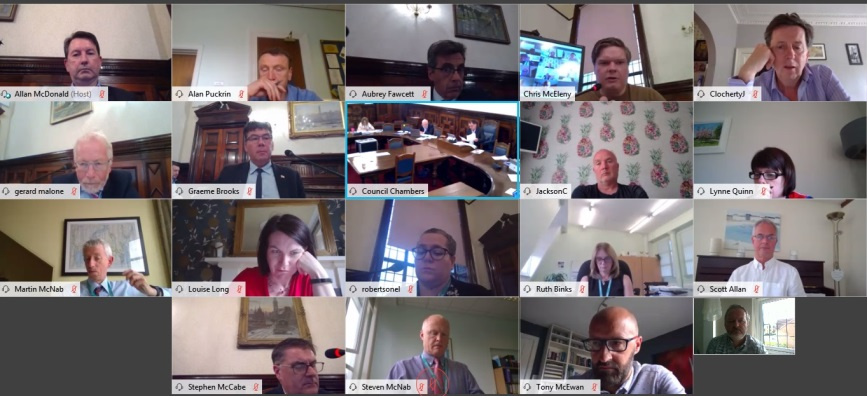 Allan McDonald (Host)
Alan Puckrin
Aubrey Fawcett
Chris McEleny
ClochertyJ
gerard malone
Graeme Brooks
Council Chambers
JacksonC
Lynne Quinn
Martin McNab
Louise Long
robertsonel
Ruth Binks
Scott Allan
Stephen McCabe
Steven McNab
Tony McEwan